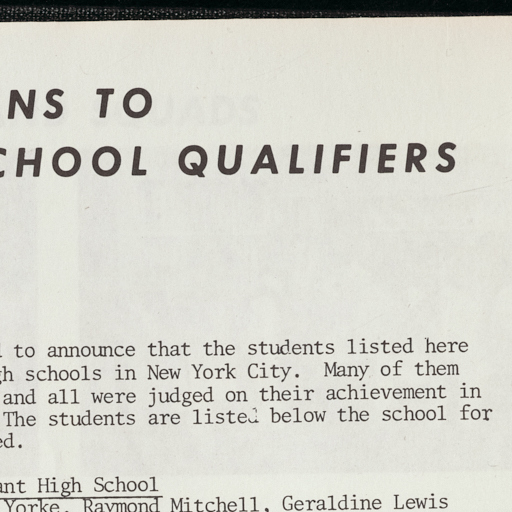 NS TO
CHOOL QUALIFIERS
to announce that the students listed here
gh schools in New York City. Many of them
and all were judged on their achievement in
The students are listed below the school for
ed.
ant High School
Yorke, Raymond Mitchell, Geraldine Lewis